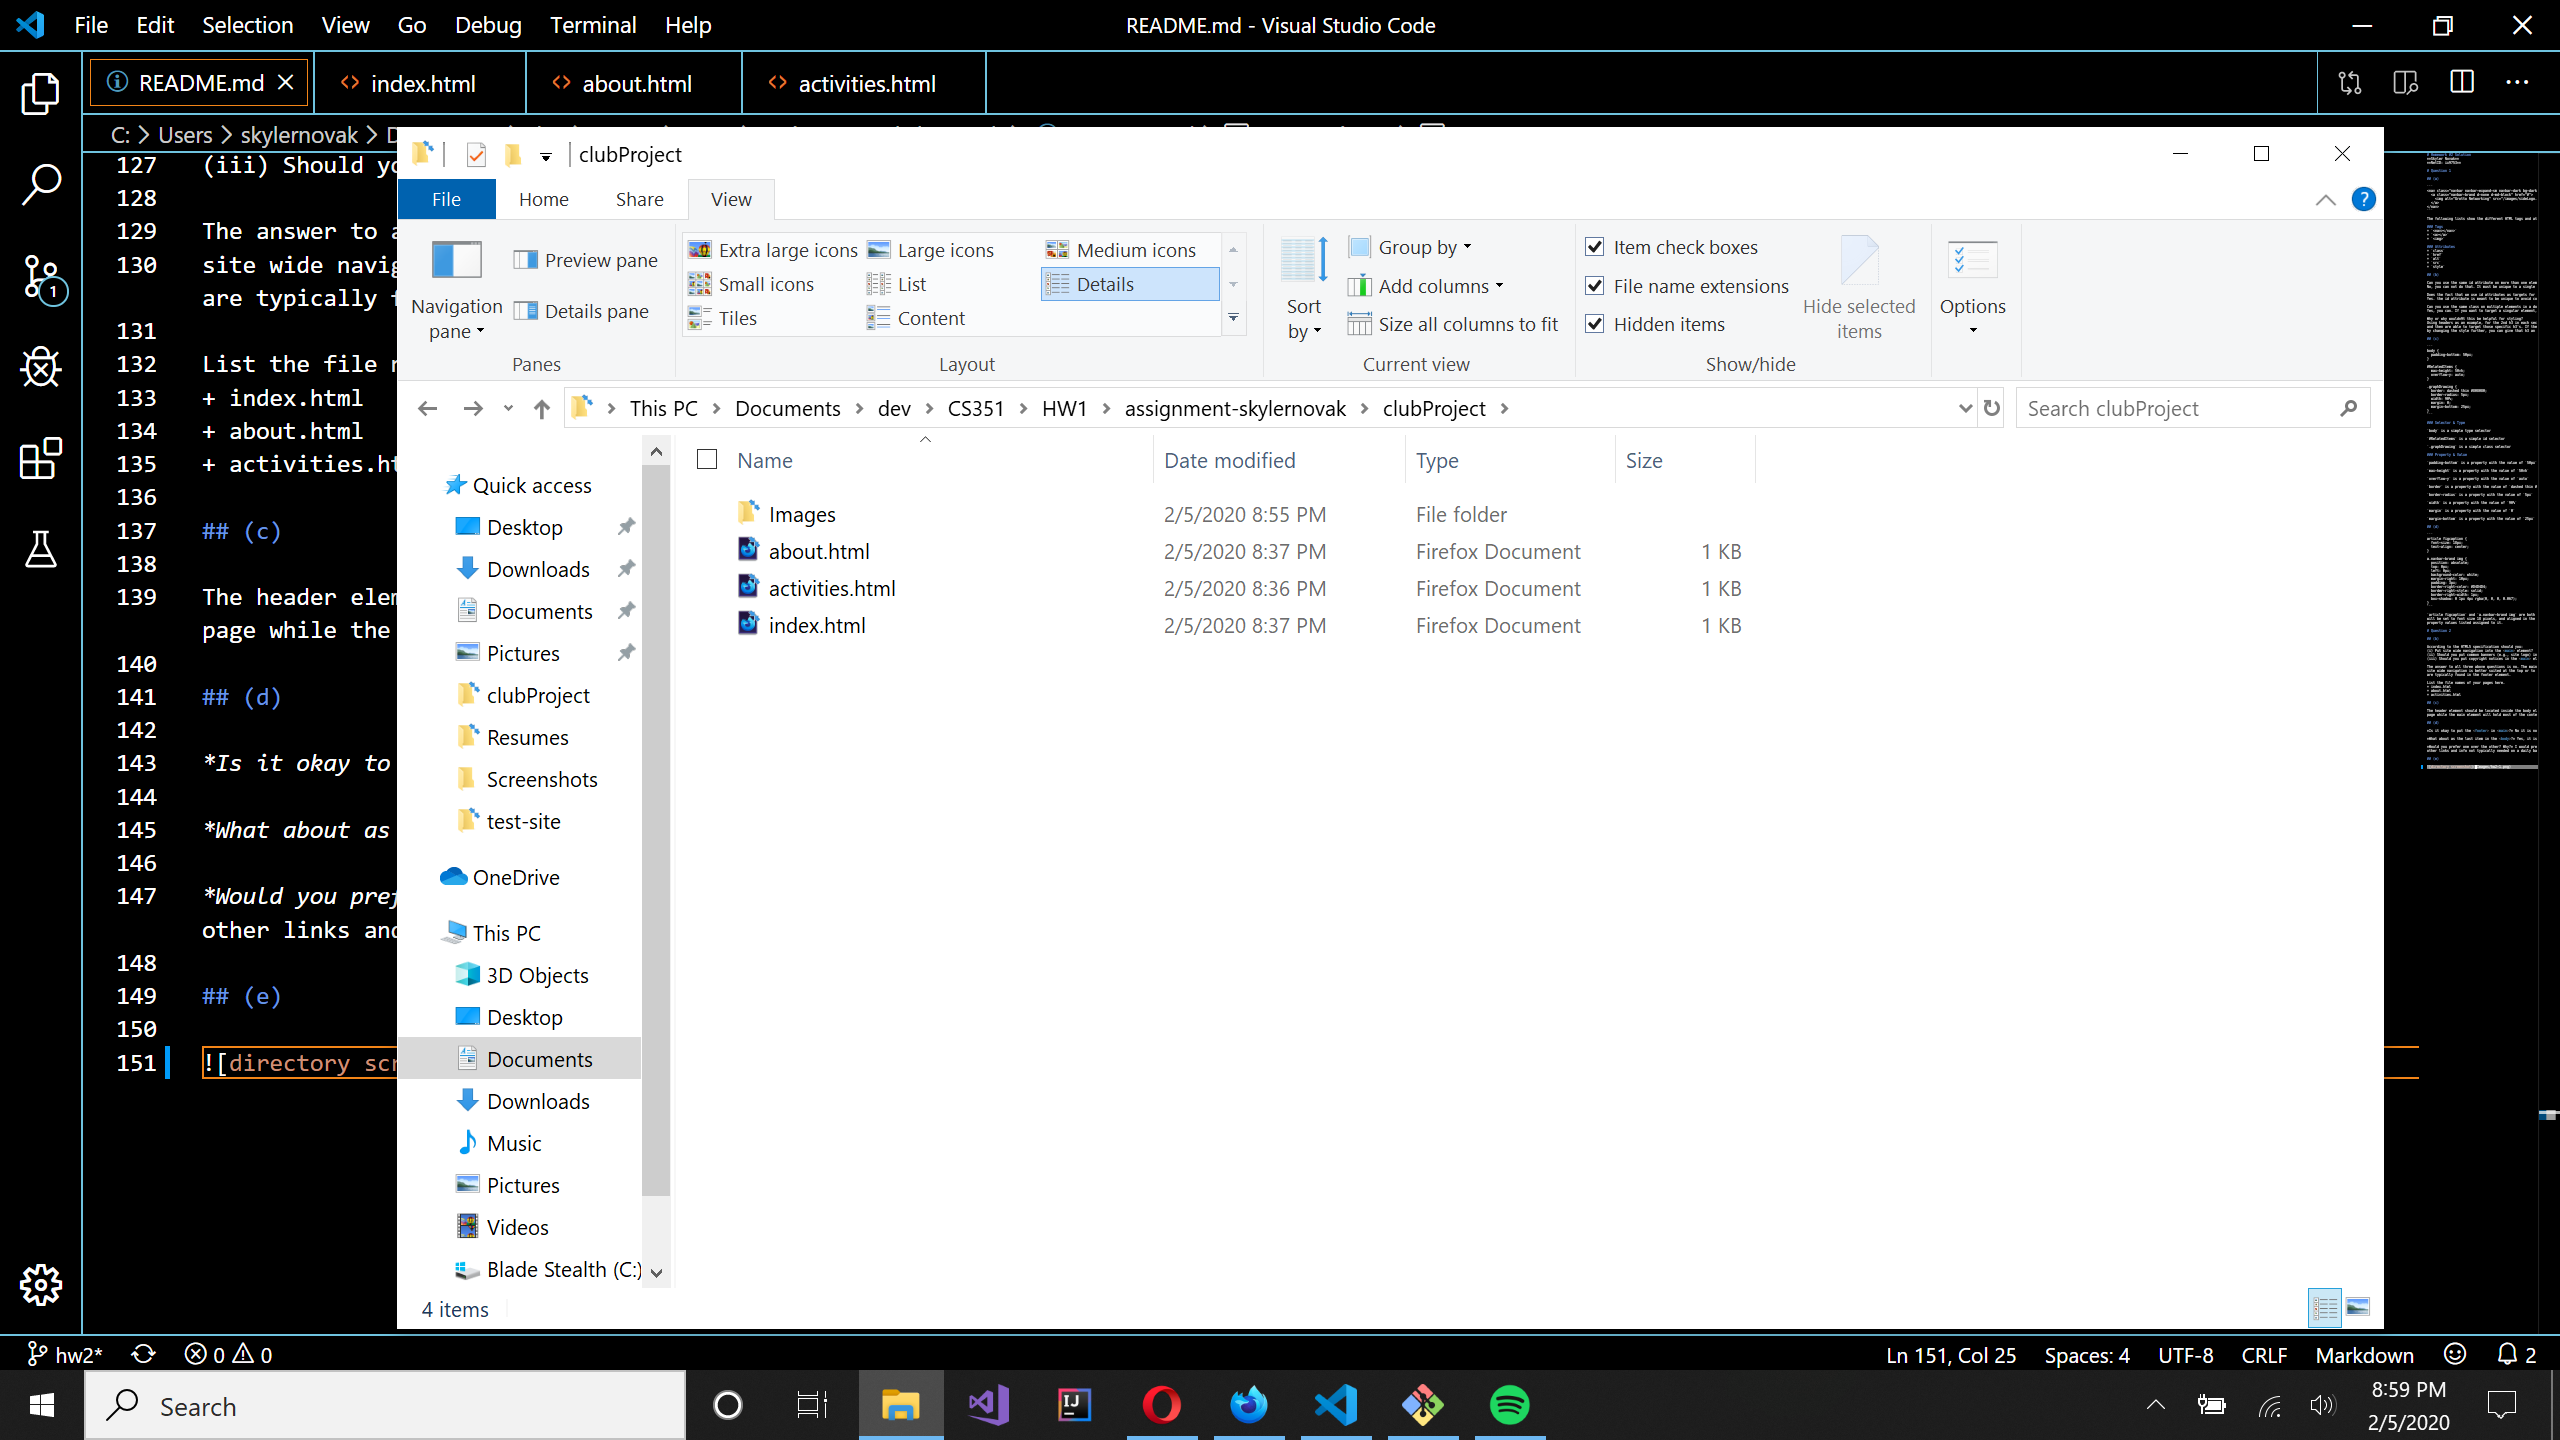 File Edit Selection View Go Debug Terminal Help
README.md - Visual Studio Code
README.md
index.html
about.html
activities.html
C: Users skylernovak
127 (iii) Should
128
129 The answer to
130 site wide
are typically
131
132 List the file
133 + index.html
134 + about.html
135 +
136
137 ## (c)
138
139 The header
page while the
140
141 ## (d)
142
143 *Is it okay to
144
145 *What about as
146
147 *Would you
other links
148
149 ## (e)
150
151 ![directory
clubProject
File Home Share View
Navigation pane
Preview pane
Details pane
Panes
Extra large icons Large icons Medium icons
Small icons List Details
Tiles Content
Layout
Sort by
Group by
Add columns
Size all columns to fit
Current view
Item check boxes
File name extensions
Hidden items
Hide selected items
Show/hide
Options
This PC Documents dev CS351 HW1 assignment-skylernovak clubProject
Search clubProject
Quick access
Desktop
Downloads
Documents
Pictures
clubProject
Resumes
Screenshots
test-site
OneDrive
This PC
3D Objects
Desktop
Documents
Downloads
Music
Pictures
Videos
Blade Stealth (C:)
Name Date modified Type Size
Images 2/5/2020 8:55 PM File folder
about.html 2/5/2020 8:37 PM Firefox Document 1 KB
activities.html 2/5/2020 8:36 PM Firefox Document 1 KB
index.html 2/5/2020 8:37 PM Firefox Document 1 KB
4 items
hw2* 0 0
Ln 151, Col 25 Spaces: 4 UTF-8 CRLF Markdown 2
Search
IJ
8:59 PM
2/5/2020